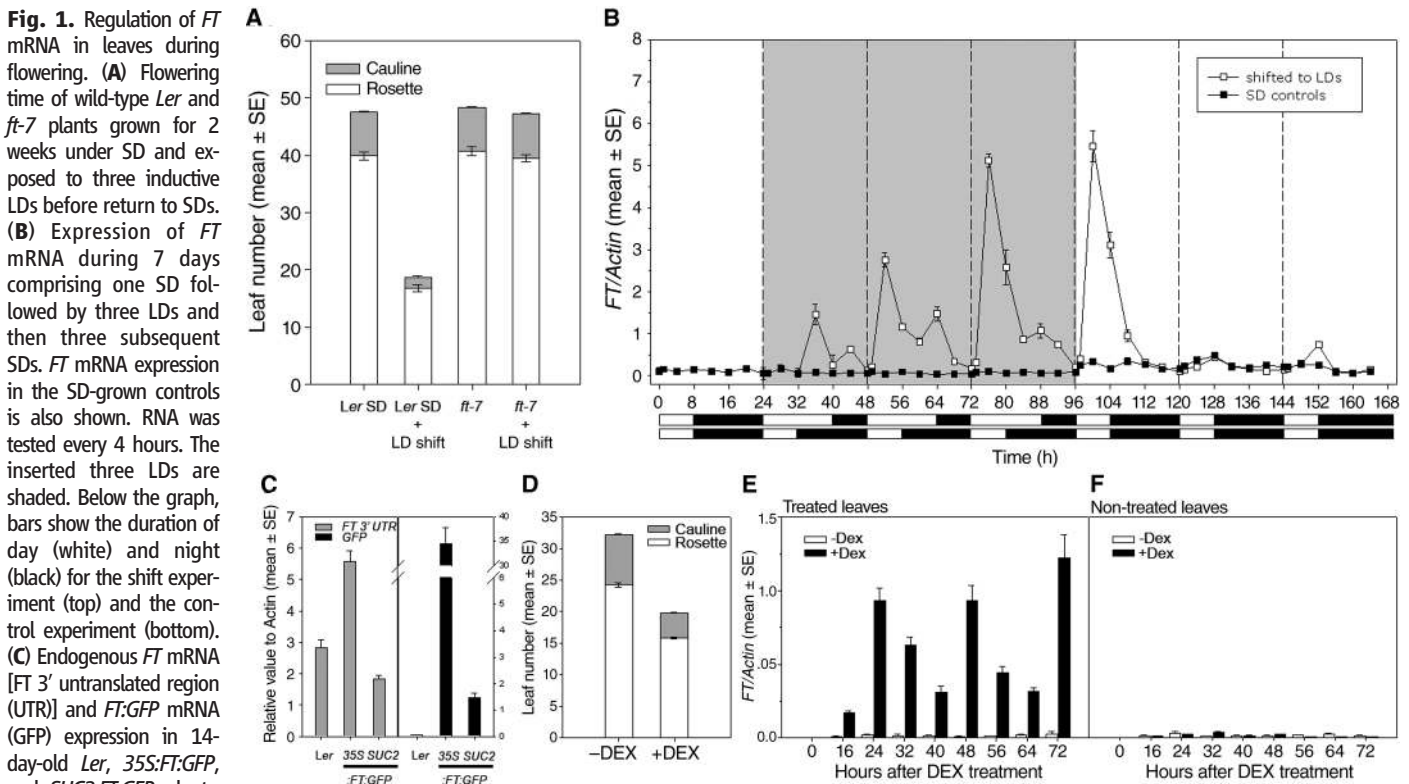 Fig. 1. Regulation of FT
mRNA in leaves during
flowering. (A) Flowering
time of wild-type Ler and
ft-7 plants grown for 2
weeks under SD and ex-
posed to three inductive
LDs before return to SDs.
(B) Expression of FT
mRNA during 7 days
comprising one SD fol-
lowed by three LDs and
then three subsequent
SDs. FT mRNA expression
in the SD-grown controls
is also shown. RNA was
tested every 4 hours. The
inserted three LDs are
shaded. Below the graph,
bars show the duration of
day (white) and night
(black) for the shift exper-
iment (top) and the con-
trol experiment (bottom).
(C) Endogenous FT mRNA
[FT 3′ untranslated region
(UTR)] and FT:GFP mRNA
(GFP) expression in 14-
day-old Ler, 35S:FT:GFP,
A
Leaf number (mean ± SE)
60
50
40
30
20
10
0
Cauline
Rosette
Ler SD
Ler SD
+
LD shift
ft-7
ft-7
+
LD shift
B
FT/Actin (mean ± SE)
8
7
6
5
4
3
2
1
0
shifted to LDs
SD controls
0 8 16 24 32 40 48 56 64 72 80 88 96 104 112 120 128 136 144 152 160 168
Time (h)
C
Relative value to Actin (mean ± SE)
7
6
5
4
3
2
1
0
FT 3' UTR
GFP
40
35
30
6
5
4
3
2
1
0
Ler 35S SUC2 Ler 35S SUC2
:FT:GFP :FT:GFP
D
Leaf number (mean ± SE)
35
30
25
20
15
10
5
0
Cauline
Rosette
–DEX +DEX
E
Treated leaves
FT/Actin (mean ± SE)
1.5
1.0
.05
0.0
-Dex
+Dex
0 16 24 32 40 48 56 64 72
Hours after DEX treatment
F
Non-treated leaves
-Dex
+Dex
0 16 24 32 40 48 56 64 72
Hours after DEX treatment